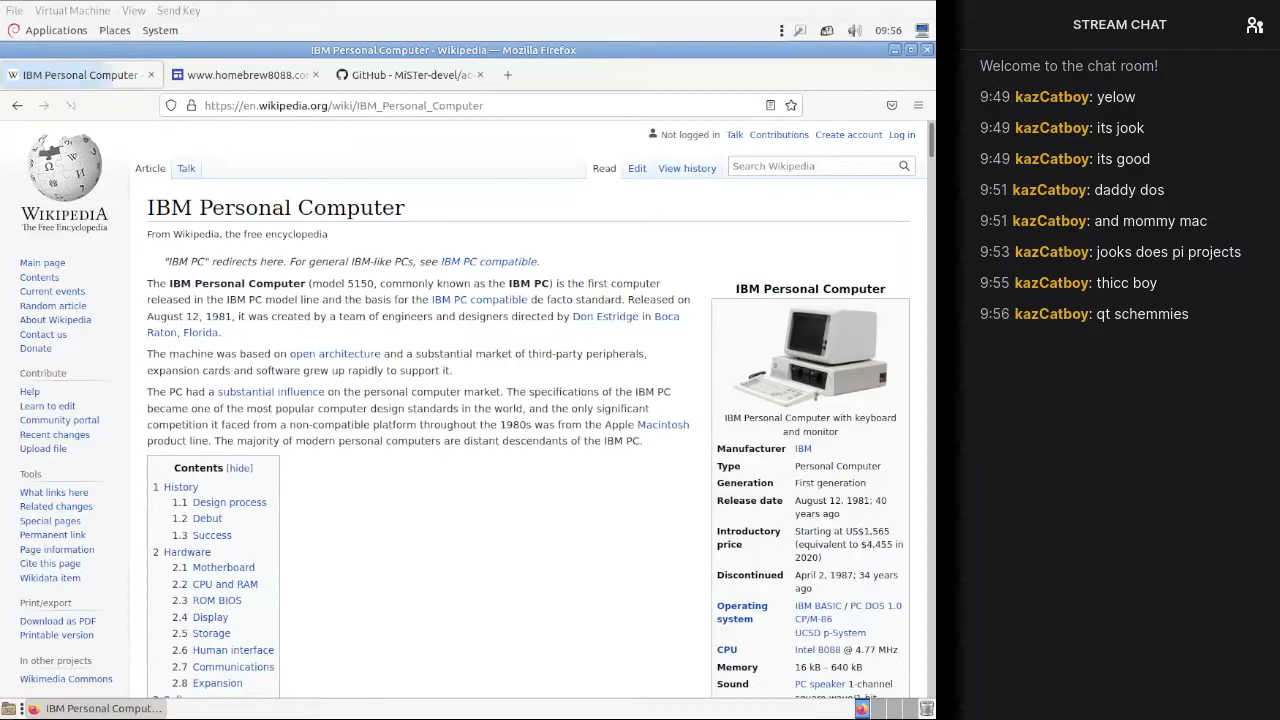 File Virtual Machine View Send Key
Applications Places System 09:56
IBM Personal Computer - Wikipedia — Mozilla Firefox
IBM Personal Computer - × www.homebrew8088.co × GitHub - MiSTer-devel/ao × +
https://en.wikipedia.org/wiki/IBM_Personal_Computer
Not logged in Talk Contributions Create account Log in
Article Talk Read Edit View history Search Wikipedia
WIKIPEDIA
The Free Encyclopedia
Main page
Contents
Current events
Random article
About Wikipedia
Contact us
Donate
Contribute
Help
Learn to edit
Community portal
Recent changes
Upload file
Tools
What links here
Related changes
Special pages
Permanent link
Page information
Cite this page
Wikidata item
Print/export
Download as PDF
Printable version
In other projects
Wikimedia Commons
IBM Personal Computer
From Wikipedia, the free encyclopedia
"IBM PC" redirects here. For general IBM-like PCs, see IBM PC compatible.
The IBM Personal Computer (model 5150, commonly known as the IBM PC) is the first computer
released in the IBM PC model line and the basis for the IBM PC compatible de facto standard. Released on
August 12, 1981, it was created by a team of engineers and designers directed by Don Estridge in Boca
Raton, Florida.
The machine was based on open architecture and a substantial market of third-party peripherals,
expansion cards and software grew up rapidly to support it.
The PC had a substantial influence on the personal computer market. The specifications of the IBM PC
became one of the most popular computer design standards in the world, and the only significant
competition it faced from a non-compatible platform throughout the 1980s was from the Apple Macintosh
product line. The majority of modern personal computers are distant descendants of the IBM PC.
Contents [hide]
1 History
1.1 Design process
1.2 Debut
1.3 Success
2 Hardware
2.1 Motherboard
2.2 CPU and RAM
2.3 ROM BIOS
2.4 Display
2.5 Storage
2.6 Human interface
2.7 Communications
2.8 Expansion
IBM Personal Computer
IBM Personal Computer with keyboard
and monitor
Manufacturer IBM
Type Personal Computer
Generation First generation
Release date August 12, 1981; 40
years ago
Introductory Starting at US$1,565
price (equivalent to $4,455 in
2020)
Discontinued April 2, 1987; 34 years
ago
Operating IBM BASIC / PC DOS 1.0
system CP/M-86
UCSD p-System
CPU Intel 8088 @ 4.77 MHz
Memory 16 kB – 640 kB
Sound PC speaker 1-channel
IBM Personal Comput...
STREAM CHAT
Welcome to the chat room!
9:49 kazCatboy: yelow
9:49 kazCatboy: its jook
9:49 kazCatboy: its good
9:51 kazCatboy: daddy dos
9:51 kazCatboy: and mommy mac
9:53 kazCatboy: jooks does pi projects
9:55 kazCatboy: thicc boy
9:56 kazCatboy: qt schemmies